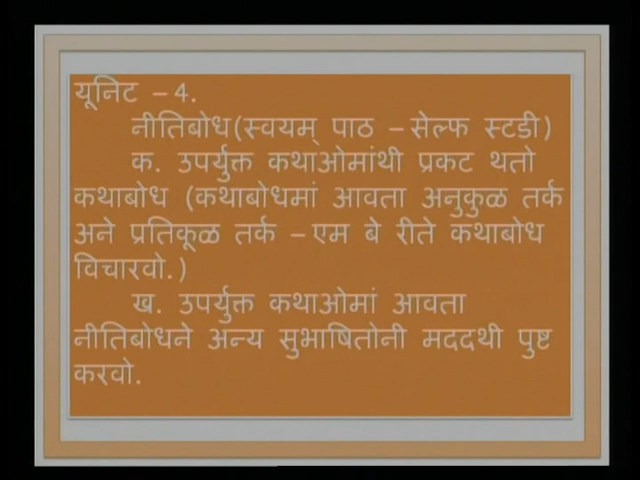 यूनिट – 4.
नीतिबोध(स्वयम् पाठ – सेल्फ स्टडी)
क. उपर्युक्त कथाओमांथी प्रकट थतो
कथाबोध (कथाबोधमां आवता अनुकुळ तर्क
अने प्रतिकूळ तर्क – एम बे रीते कथाबोध
विचारवो.)
ख. उपर्युक्त कथाओमां आवता
नीतिबोधने अन्य सुभाषितोनी मददथी पुष्ट
करवो.